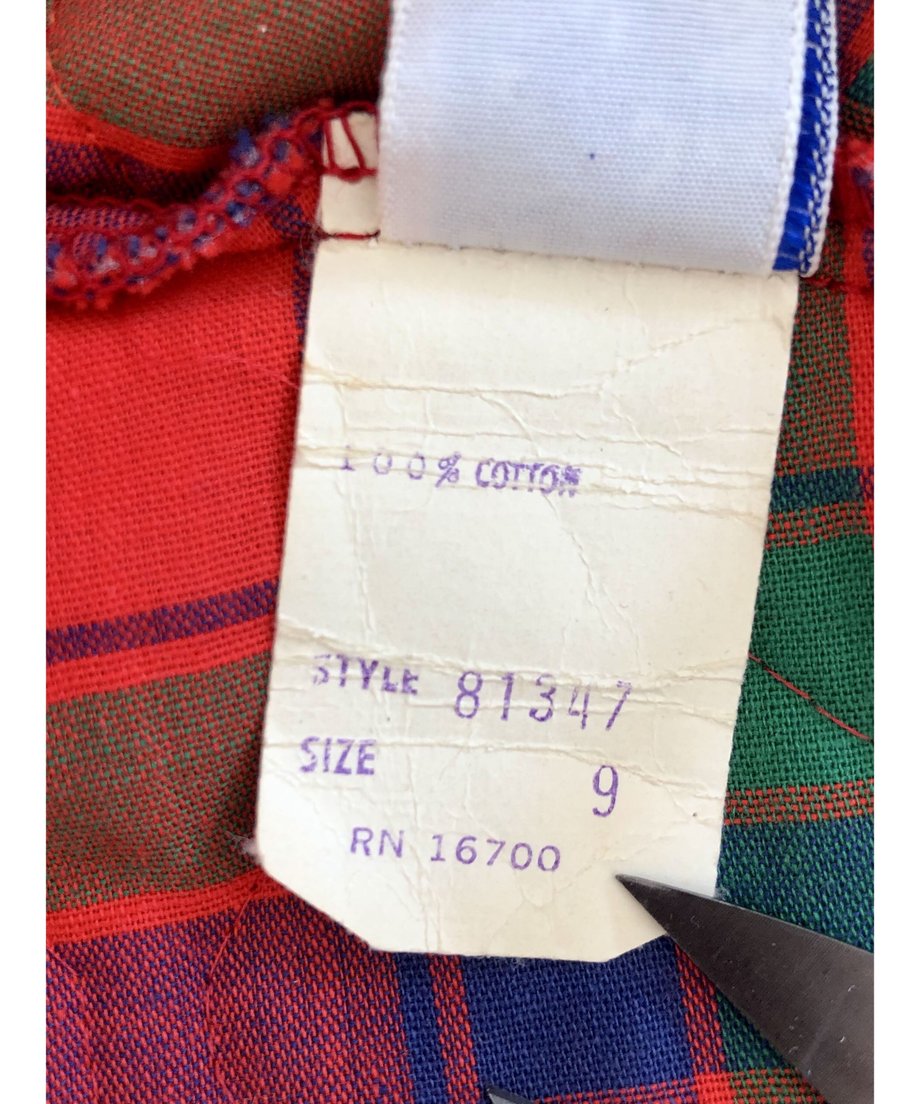 100% COTTON
STYLE 81347
SIZE 9
RN 16700